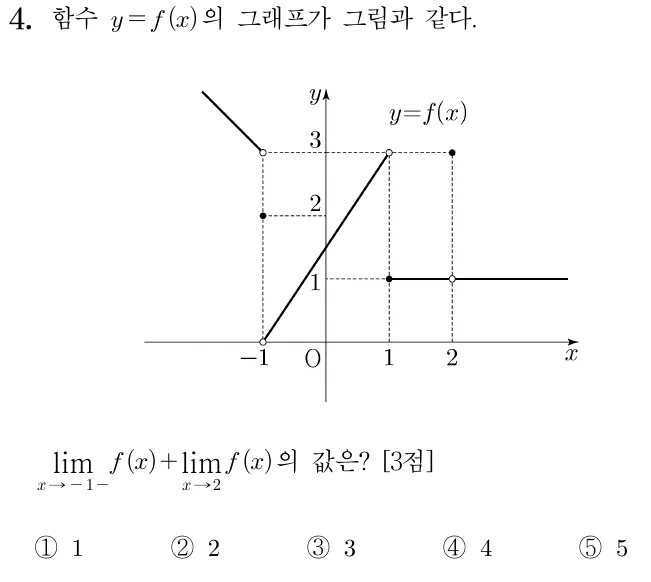 4. 함수 y=f(x)의 그래프가 그림과 같다.
y
y=f(x)
3
2
1
−1 O 1 2 x
lim f(x)+lim f(x)의 값은? [3점]
x→−1− x→2
① 1 ② 2 ③ 3 ④ 4 ⑤ 5